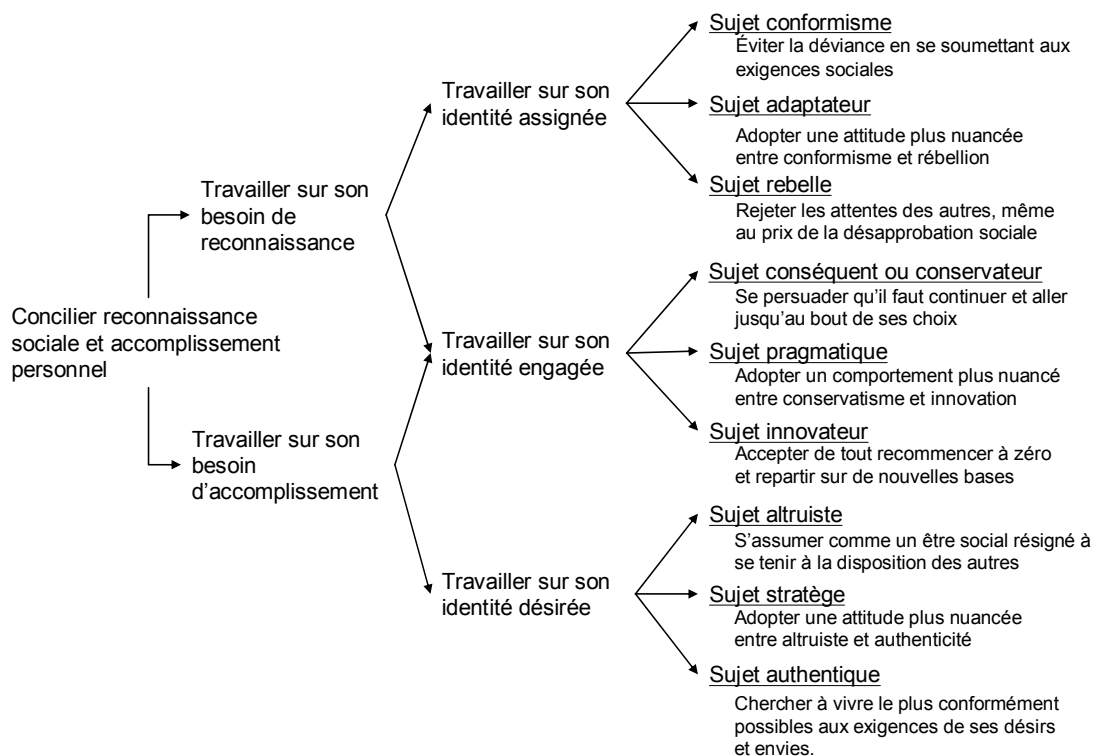 Concilier reconnaissance
sociale et accomplissement
personnel
Travailler sur son
besoin de
reconnaissance
Travailler sur son
besoin
d’accomplissement
Travailler sur son
identité assignée
Travailler sur son
identité engagée
Travailler sur son
identité désirée
Sujet conformisme
Éviter la déviance en se soumettant aux
exigences sociales
Sujet adaptateur
Adopter une attitude plus nuancée
entre conformisme et rébellion
Sujet rebelle
Rejeter les attentes des autres, même
au prix de la désapprobation sociale
Sujet conséquent ou conservateur
Se persuader qu’il faut continuer et aller
jusqu’au bout de ses choix
Sujet pragmatique
Adopter un comportement plus nuancé
entre conservatisme et innovation
Sujet innovateur
Accepter de tout recommencer à zéro
et repartir sur de nouvelles bases
Sujet altruiste
S’assumer comme un être social résigné à
se tenir à la disposition des autres
Sujet stratège
Adopter une attitude plus nuancée
entre altruiste et authenticité
Sujet authentique
Chercher à vivre le plus conformément
possibles aux exigences de ses désirs
et envies.